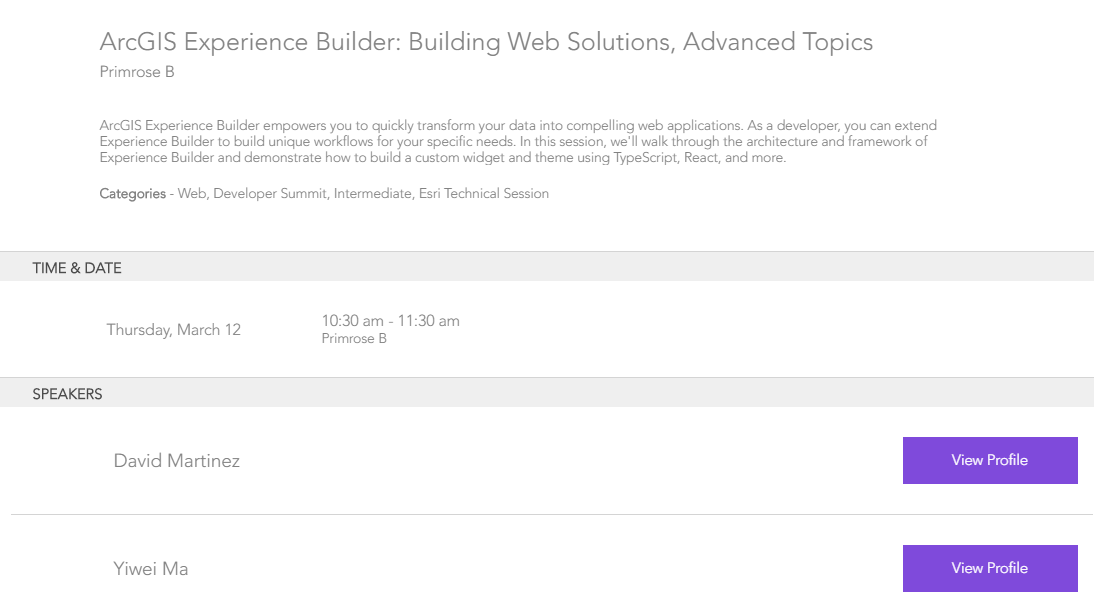 ArcGIS Experience Builder: Building Web Solutions, Advanced Topics
Primrose B
ArcGIS Experience Builder empowers you to quickly transform your data into compelling web applications. As a developer, you can extend
Experience Builder to build unique workflows for your specific needs. In this session, we'll walk through the architecture and framework of
Experience Builder and demonstrate how to build a custom widget and theme using TypeScript, React, and more.
Categories - Web, Developer Summit, Intermediate, Esri Technical Session
TIME & DATE
Thursday, March 12
10:30 am - 11:30 am
Primrose B
SPEAKERS
David Martinez
View Profile
Yiwei Ma
View Profile